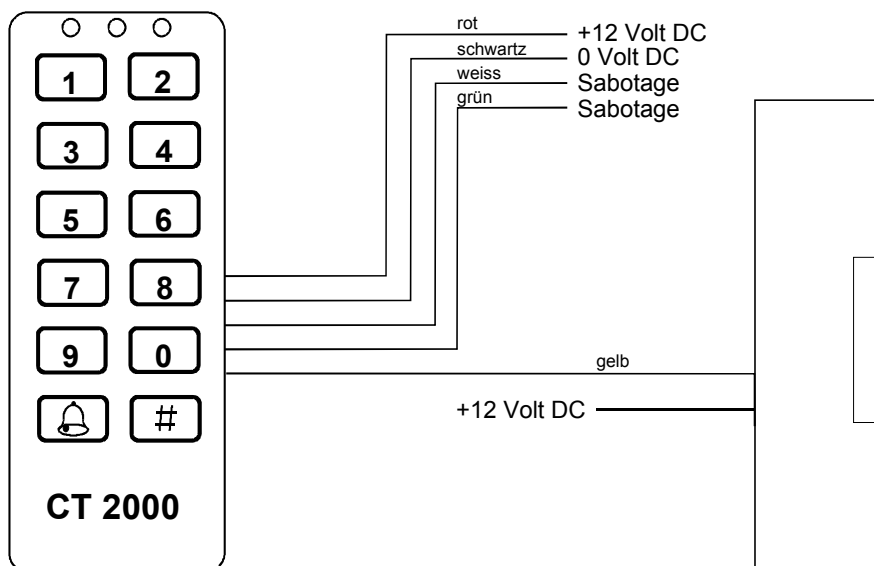 rot
+12 Volt DC
schwartz
0 Volt DC
weiss
Sabotage
grün
Sabotage
1 2
3 4
5 6
7 8
9 0
#
gelb
+12 Volt DC
CT 2000